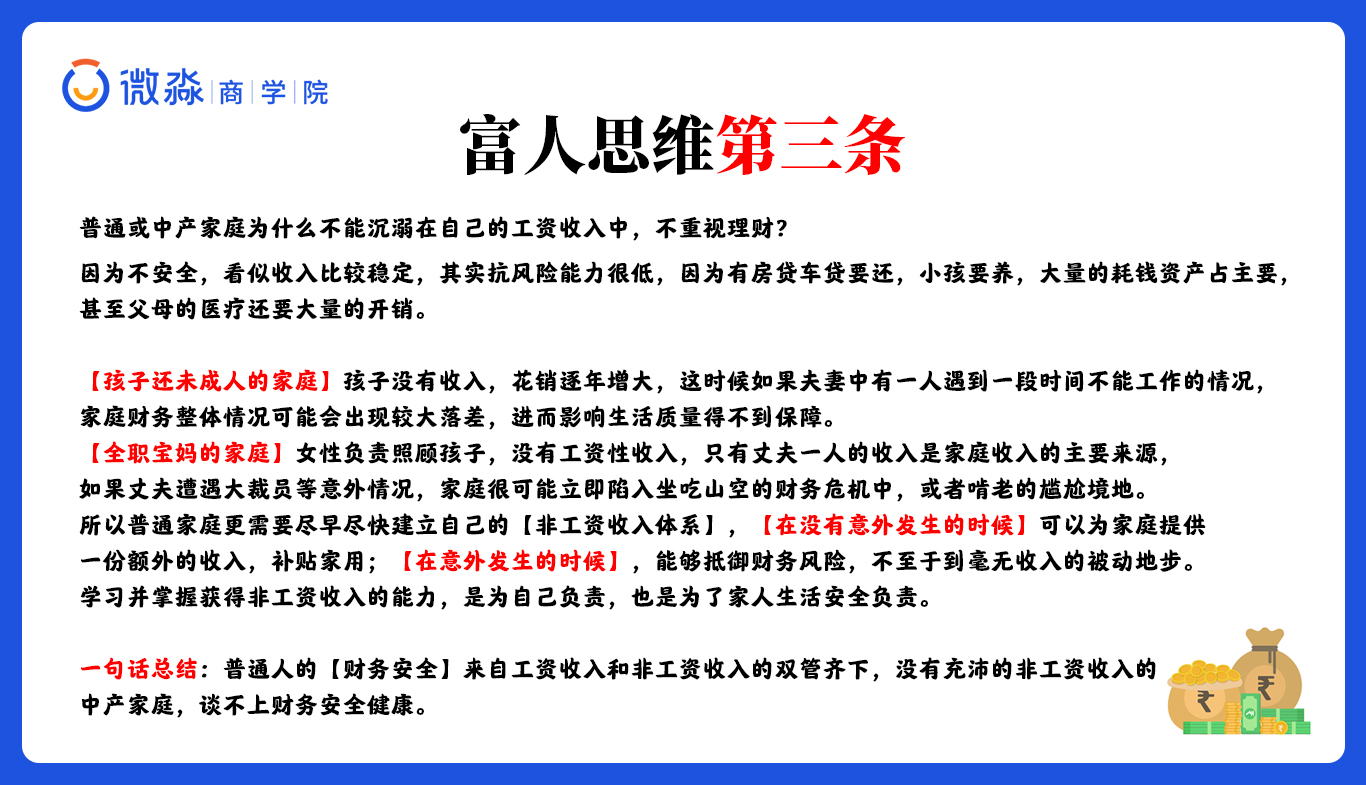 微淼|商|学|院
富人思维第三条
普通或中产家庭为什么不能沉溺在自己的工资收入中，不重视理财？
因为不安全，看似收入比较稳定，其实抗风险能力很低，因为有房贷车贷要还，小孩要养，大量的耗钱资产占主要，
甚至父母的医疗还要大量的开销。
【孩子还未成人的家庭】孩子没有收入，花销逐年增大，这时候如果夫妻中有一人遇到一段时间不能工作的情况，
家庭财务整体情况可能会出现较大落差，进而影响生活质量得不到保障。
【全职宝妈的家庭】女性负责照顾孩子，没有工资性收入，只有丈夫一人的收入是家庭收入的主要来源，
如果丈夫遭遇大裁员等意外情况，家庭很可能立即陷入坐吃山空的财务危机中，或者啃老的尴尬境地。
所以普通家庭更需要尽早尽快建立自己的【非工资收入体系】，【在没有意外发生的时候】可以为家庭提供
一份额外的收入，补贴家用；【在意外发生的时候】，能够抵御财务风险，不至于到毫无收入的被动地步。
学习并掌握获得非工资收入的能力，是为自己负责，也是为了家人生活安全负责。
一句话总结：普通人的【财务安全】来自工资收入和非工资收入的双管齐下，没有充沛的非工资收入的
中产家庭，谈不上财务安全健康。
₹ ₹